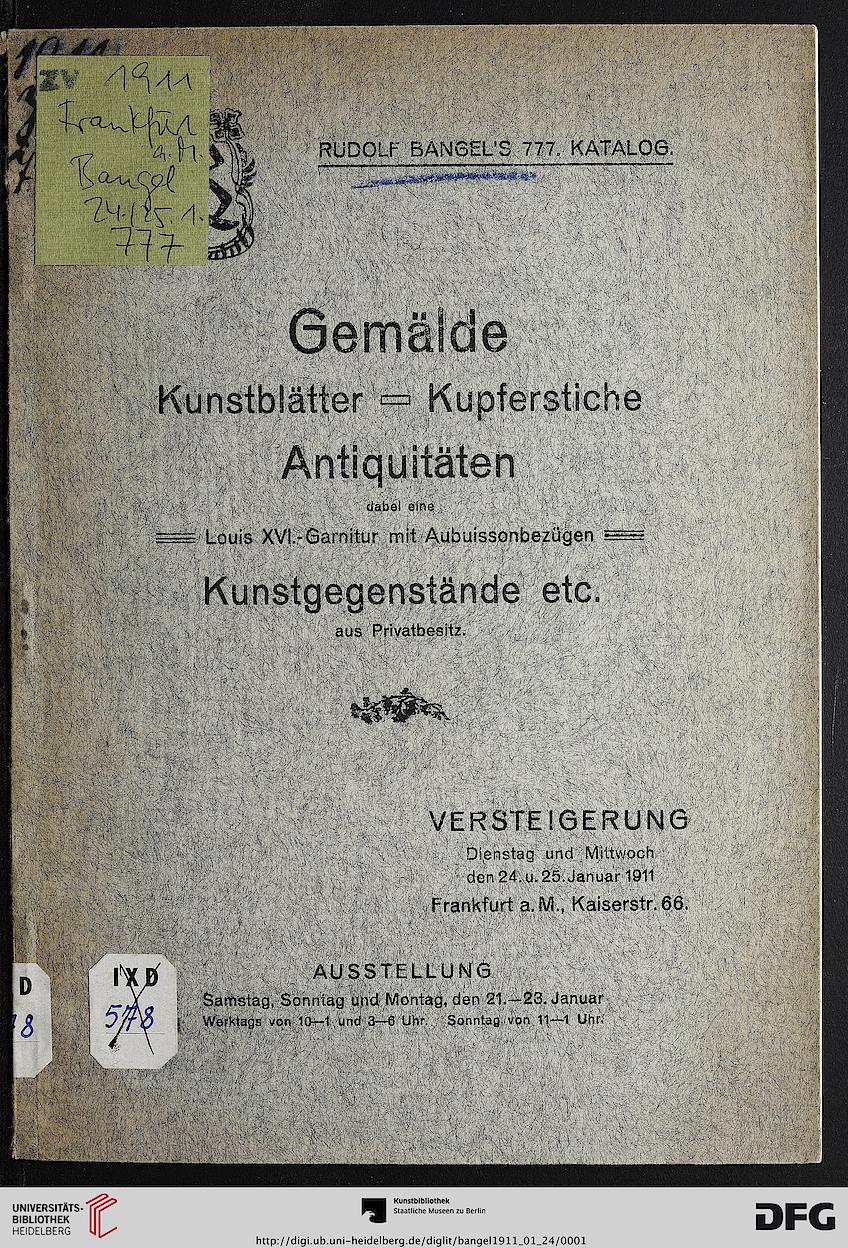 ZV 1911
Frankfurt
a.M.
Bangel
24./25.1.
777
RUDOLF BANGEL'S 777. KATALOG.
Gemälde
Kunstblätter = Kupferstiche
Antiquitäten
dabei eine
Louis XVI.-Garnitur mit Aubuissonbezügen
Kunstgegenstände etc.
aus Privatbesitz.
VERSTEIGERUNG
Dienstag und Mittwoch
den 24. u. 25. Januar 1911
Frankfurt a. M., Kaiserstr. 66.
AUSSTELLUNG
Samstag, Sonntag und Montag, den 21.—23. Januar
Werktags von 10—1 und 3—6 Uhr. Sonntag von 11—1 Uhr.
D
8
IXD
578
UNIVERSITÄTS-
BIBLIOTHEK
HEIDELBERG
Kunstbibliothek
Staatliche Museen zu Berlin
DFG
http://digi.ub.uni-heidelberg.de/diglit/bangel1911_01_24/0001